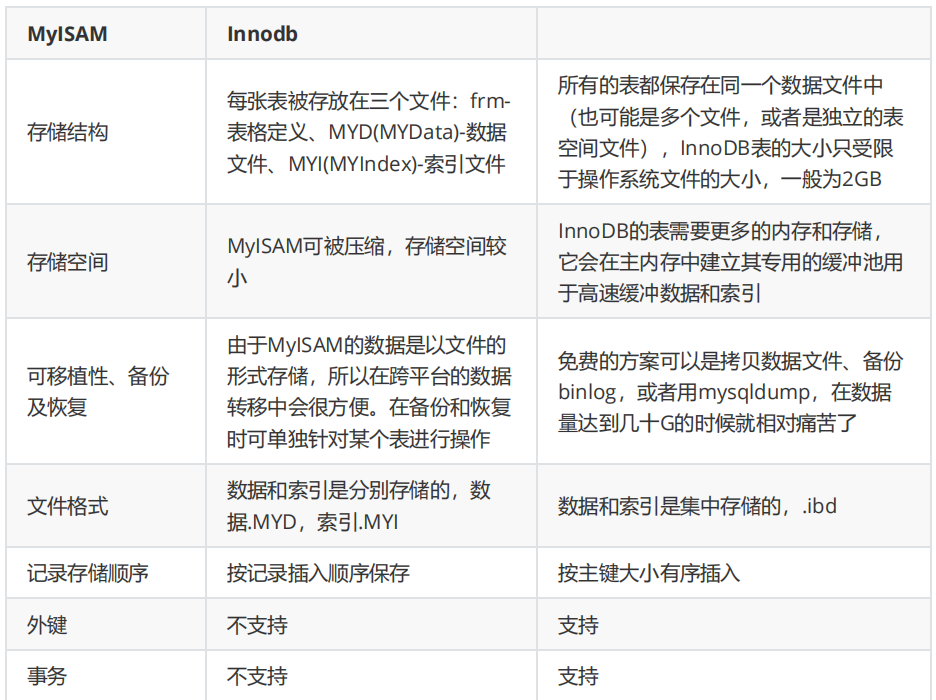 MyISAM
Innodb
存储结构
每张表被存放在三个文件：frm-
表格定义、MYD(MYData)-数据
文件、MYI(MYIndex)-索引文件
所有的表都保存在同一个数据文件中
（也可能是多个文件，或者是独立的表
空间文件），InnoDB表的大小只受限
于操作系统文件的大小，一般为2GB
存储空间
MyISAM可被压缩，存储空间较
小
InnoDB的表需要更多的内存和存储，
它会在主内存中建立其专用的缓冲池用
于高速缓冲数据和索引
可移植性、备份
及恢复
由于MyISAM的数据是以文件的
形式存储，所以在跨平台的数据
转移中会很方便。在备份和恢复
时可单独针对某个表进行操作
免费的方案可以是拷贝数据文件、备份
binlog，或者用mysqldump，在数据
量达到几十G的时候就相对痛苦了
文件格式
数据和索引是分别存储的，数
据.MYD，索引.MYI
数据和索引是集中存储的，.ibd
记录存储顺序
按记录插入顺序保存
按主键大小有序插入
外键
不支持
支持
事务
不支持
支持